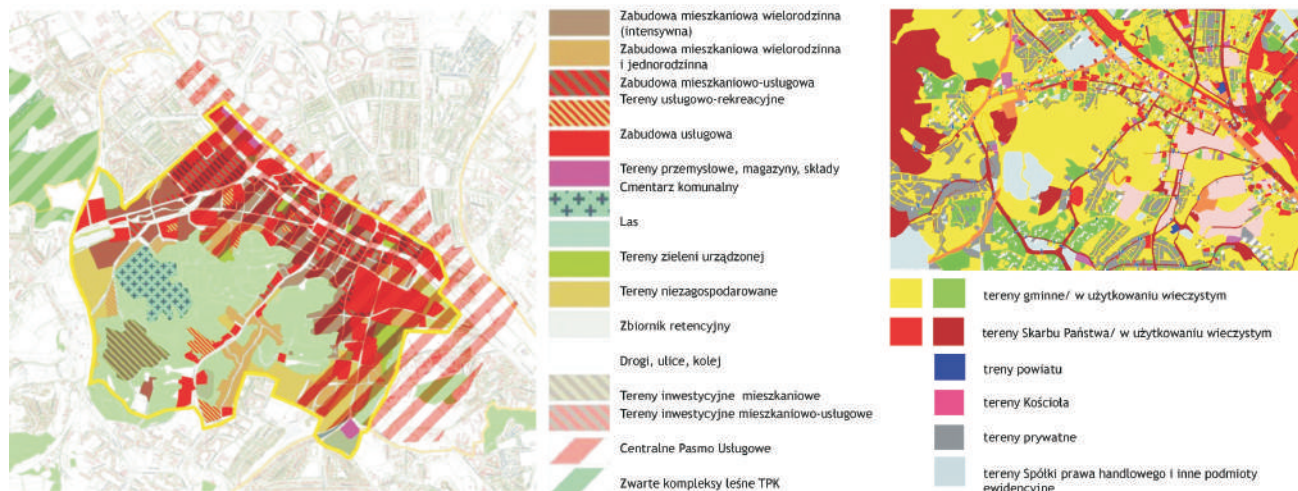 Zabudowa mieszkaniowa wielorodzinna
(intensywna)
Zabudowa mieszkaniowa wielorodzinna
i jednorodzinna
Zabudowa mieszkaniowo-usługowa
Tereny usługowo-rekreacyjne
Zabudowa usługowa
Tereny przemysłowe, magazyny, składy
Cmentarz komunalny
Las
Tereny zieleni urządzonej
Tereny niezagospodarowane
Zbiornik retencyjny
Drogi, ulice, kolej
Tereny inwestycyjne mieszkaniowe
Tereny inwestycyjne mieszkaniowo-usługowe
Centralne Pasmo Usługowe
Zwarte kompleksy leśne TPK
tereny gminne/ w użytkowaniu wieczystym
tereny Skarbu Państwa/ w użytkowaniu wieczystym
treny powiatu
tereny Kościoła
tereny prywatne
tereny Spółki prawa handlowego i inne podmioty
ewidencyjne